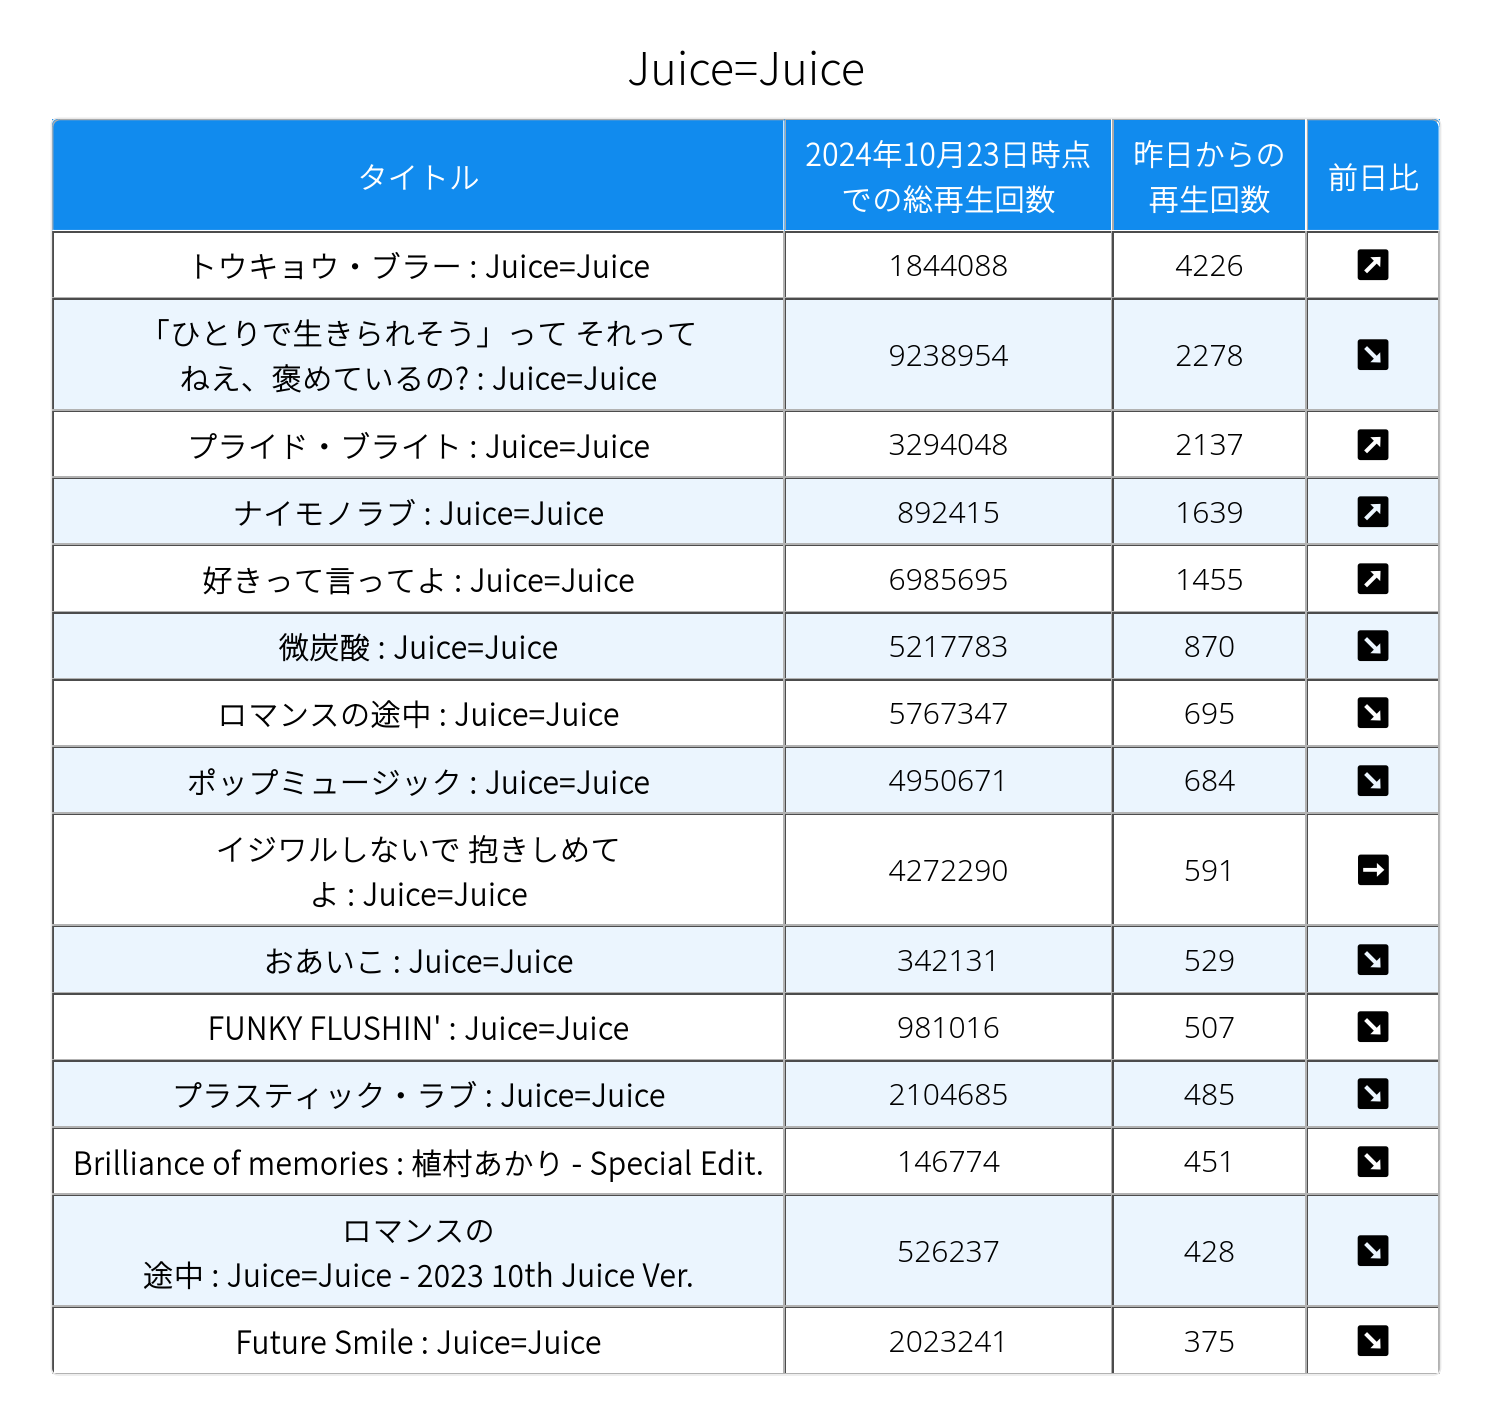 Juice=Juice
タイトル
2024年10月23日時点
での総再生回数
昨日からの
再生回数
前日比
トウキョウ・ブラー : Juice=Juice
1844088
4226
「ひとりで生きられそう」って それって
ねえ、褒めているの? : Juice=Juice
9238954
2278
プライド・ブライト : Juice=Juice
3294048
2137
ナイモノラブ : Juice=Juice
892415
1639
好きって言ってよ : Juice=Juice
6985695
1455
微炭酸 : Juice=Juice
5217783
870
ロマンスの途中 : Juice=Juice
5767347
695
ポップミュージック : Juice=Juice
4950671
684
イジワルしないで 抱きしめて
よ : Juice=Juice
4272290
591
おあいこ : Juice=Juice
342131
529
FUNKY FLUSHIN' : Juice=Juice
981016
507
プラスティック・ラブ : Juice=Juice
2104685
485
Brilliance of memories : 植村あかり - Special Edit.
146774
451
ロマンスの
途中 : Juice=Juice - 2023 10th Juice Ver.
526237
428
Future Smile : Juice=Juice
2023241
375